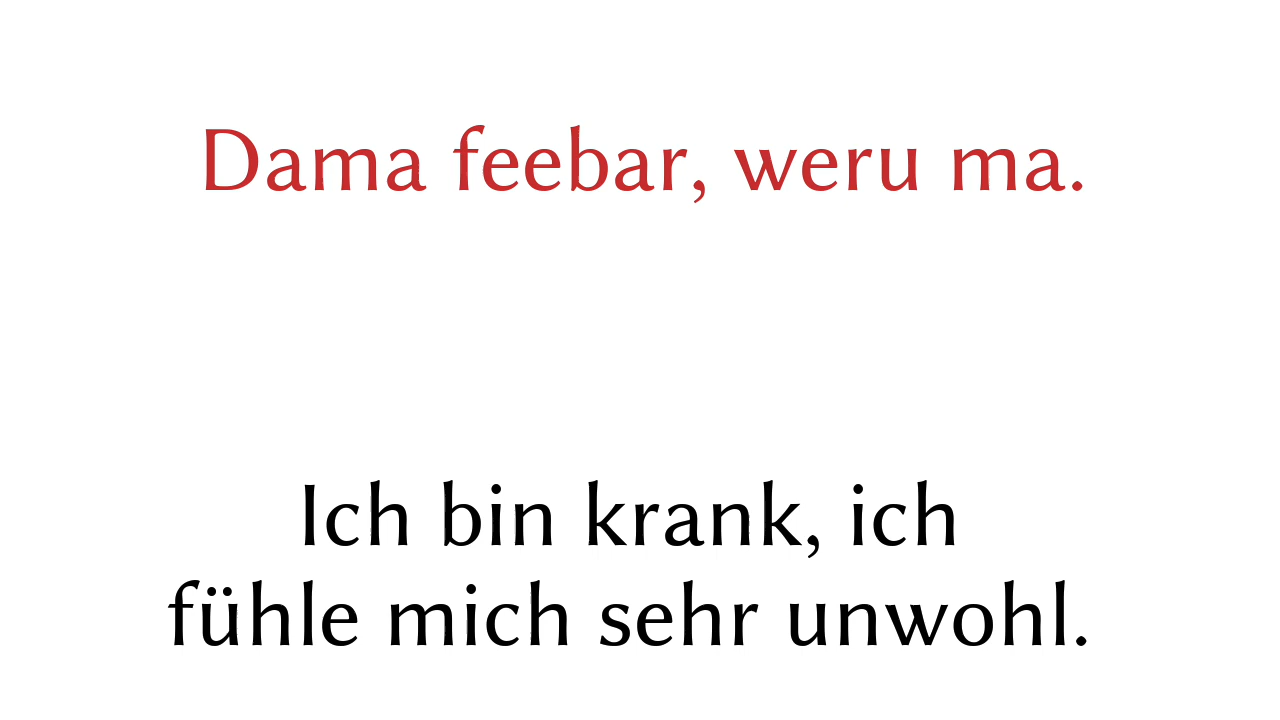 Dama feebar, weru ma.
Ich bin krank, ich
fühle mich sehr unwohl.